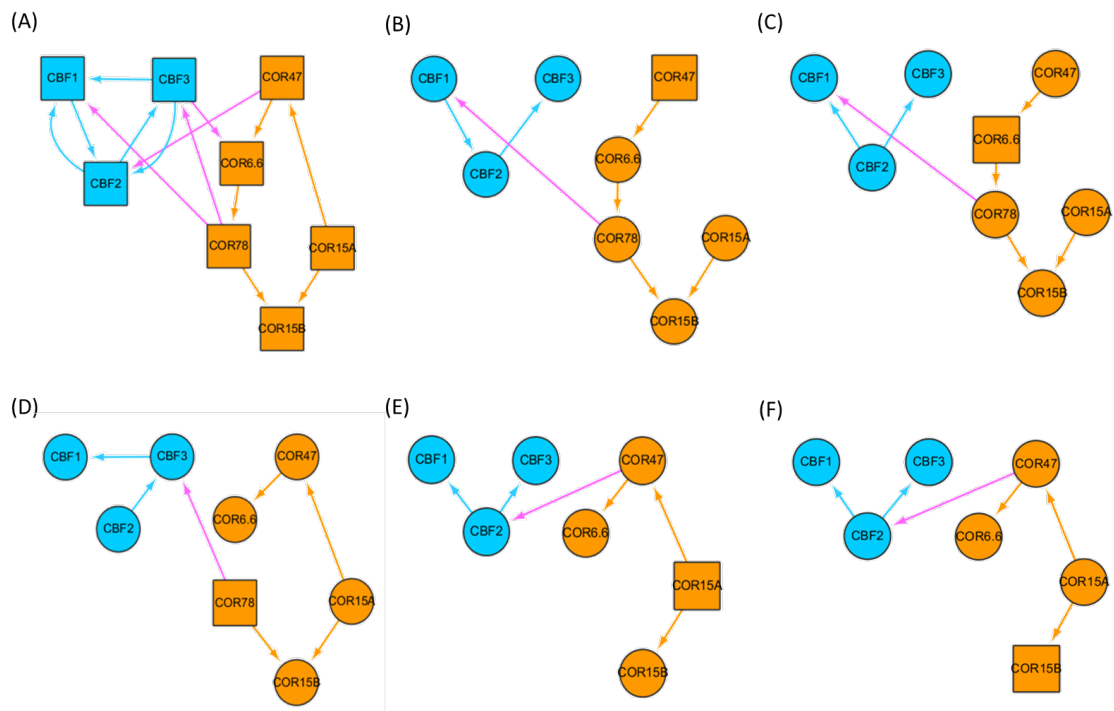 (A)
CBF1
CBF3
COR47
COR6.6
CBF2
COR78
COR15A
COR15B
(B)
CBF1
CBF3
COR47
COR6.6
CBF2
COR78
COR15A
COR15B
(C)
CBF1
CBF3
COR47
COR6.6
CBF2
COR78
COR15A
COR15B
(D)
CBF1
CBF3
COR47
COR6.6
CBF2
COR78
COR15A
COR15B
(E)
CBF1
CBF3
COR47
COR6.6
CBF2
COR15A
COR15B
(F)
CBF1
CBF3
COR47
COR6.6
CBF2
COR15A
COR15B